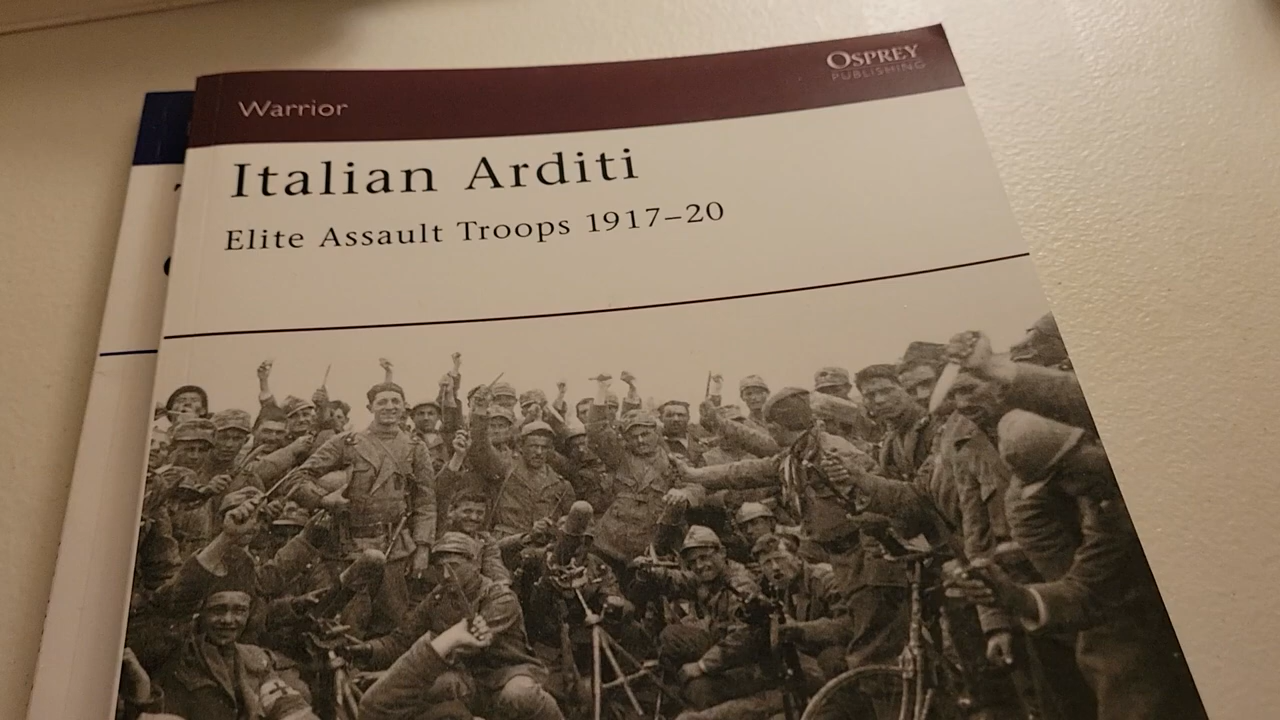 OSPREY
PUBLISHING
Warrior
Italian Arditi
Elite Assault Troops 1917–20